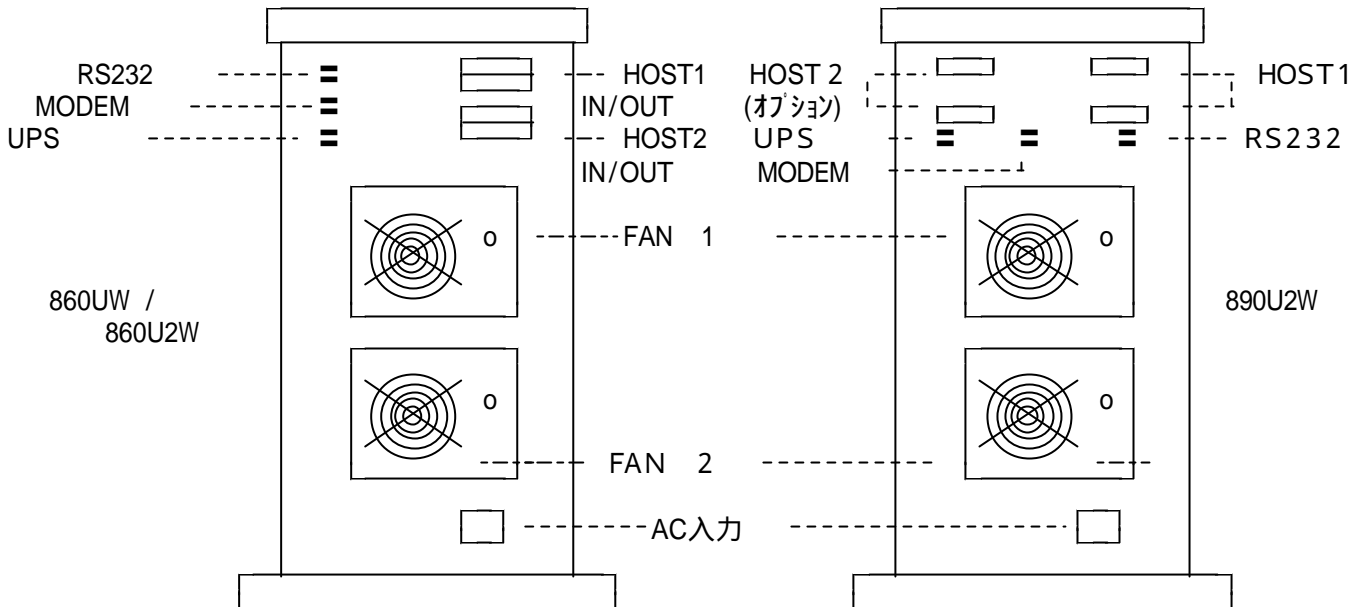 RS232
MODEM
UPS
HOST1
IN/OUT
HOST2
IN/OUT
HOST 2
(ｵﾌﾟｼｮﾝ)
UPS
MODEM
HOST1
RS232
FAN 1
860UW /
860U2W
890U2W
FAN 2
AC入力